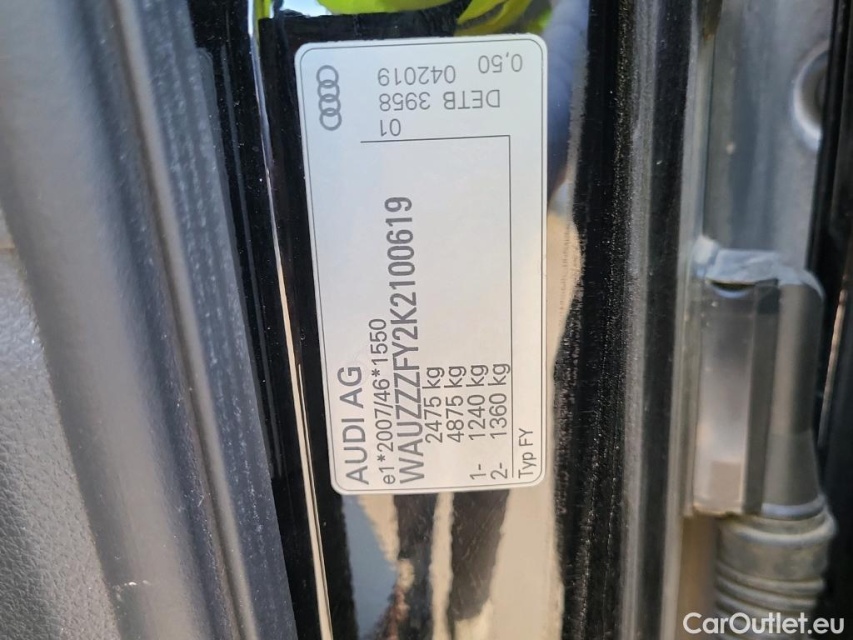 AUDI AG
e1*2007/46*1550
WAUZZZFY2K2100619
2475 kg
4875 kg
1- 1240 kg
2- 1360 kg
Typ FY
01
DETB 3958 042019
0,50
CarOutlet.eu